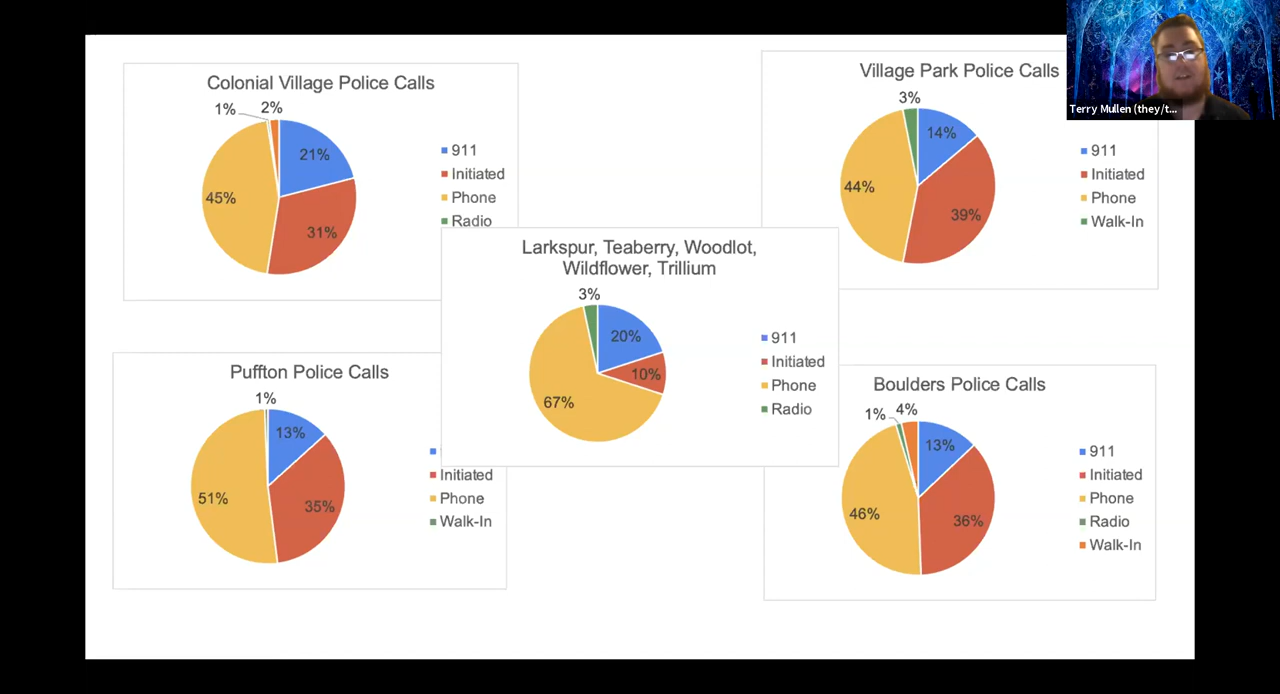 Colonial Village Police Calls
1%
2%
21%
45%
31%
911
Initiated
Phone
Radio
Village Park Police Calls
3%
14%
44%
39%
911
Initiated
Phone
Walk-In
Terry Mullen (they/t...
Larkspur, Teaberry, Woodlot,
Wildflower, Trillium
3%
20%
10%
67%
911
Initiated
Phone
Radio
Puffton Police Calls
1%
13%
51%
35%
Initiated
Phone
Walk-In
Boulders Police Calls
1%
4%
13%
46%
36%
911
Initiated
Phone
Radio
Walk-In